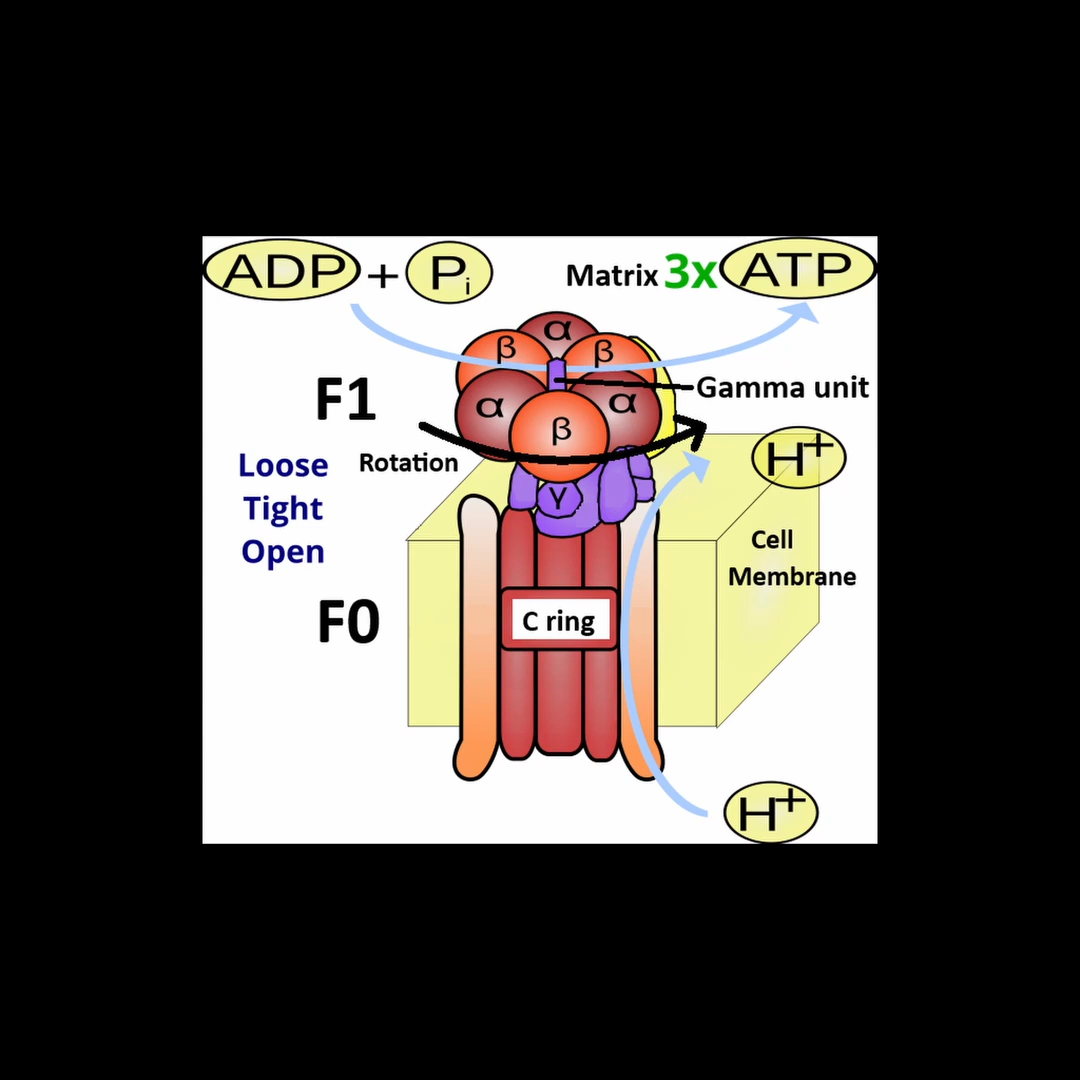 ADP + Pi
Matrix 3x ATP
α
β β
α α
β
Gamma unit
F1
Rotation
H+
Loose
Tight
Open
γ
Cell
Membrane
F0
C ring
H+